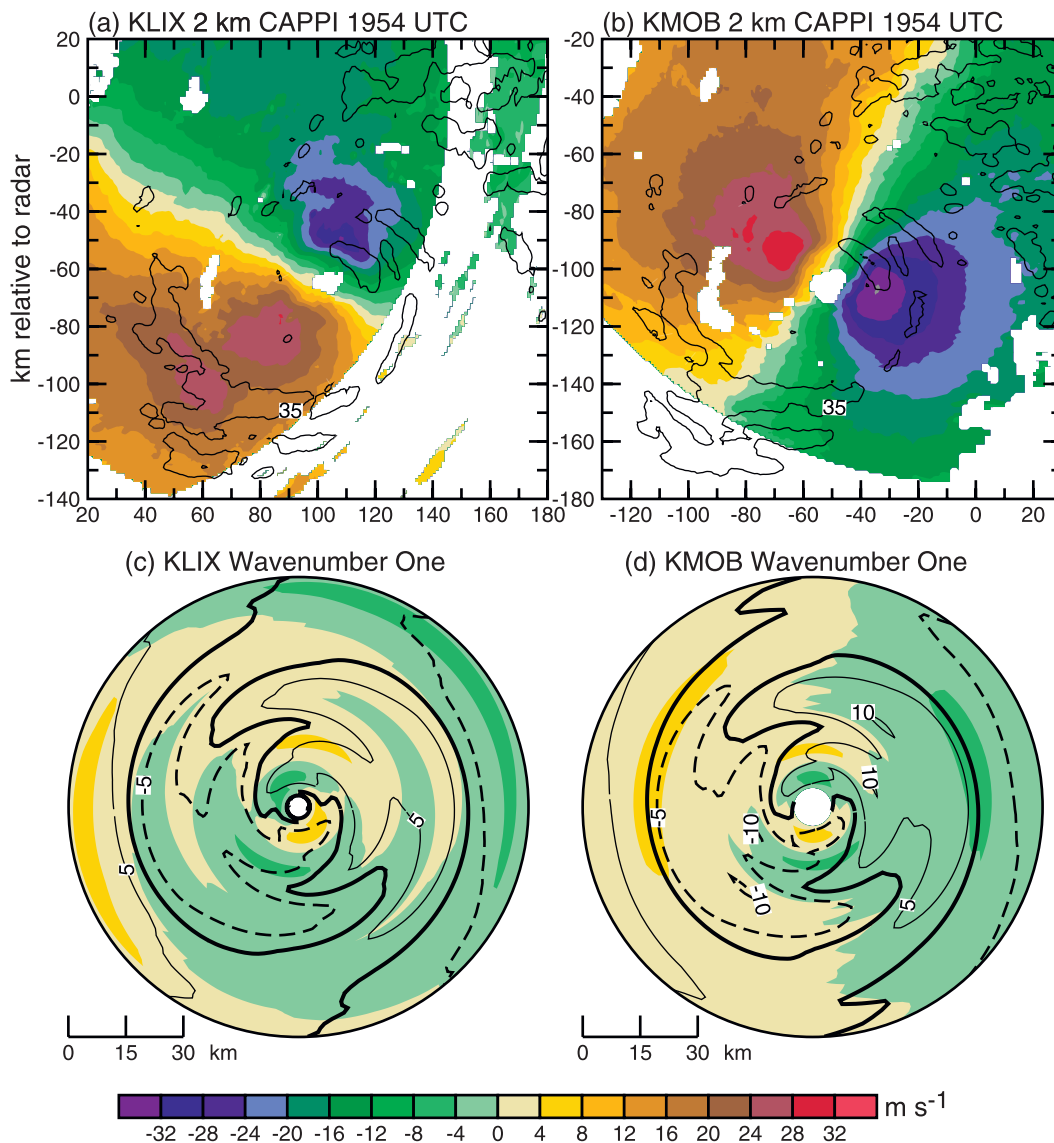 (a) KLIX 2 km CAPPI 1954 UTC
(b) KMOB 2 km CAPPI 1954 UTC
km relative to radar
20
0
-20
-40
-60
-80
-100
-120
-140
20 40 60 80 100 120 140 160 180
35
-20
-40
-60
-80
-100
-120
-140
-160
-180
-120 -100 -80 -60 -40 -20 0 20
35
(c) KLIX Wavenumber One
(d) KMOB Wavenumber One
-5
5
5
0 15 30 km
10
10
-5
-10
-10
5
0 15 30 km
-32 -28 -24 -20 -16 -12 -8 -4 0 4 8 12 16 20 24 28 32
m s-1